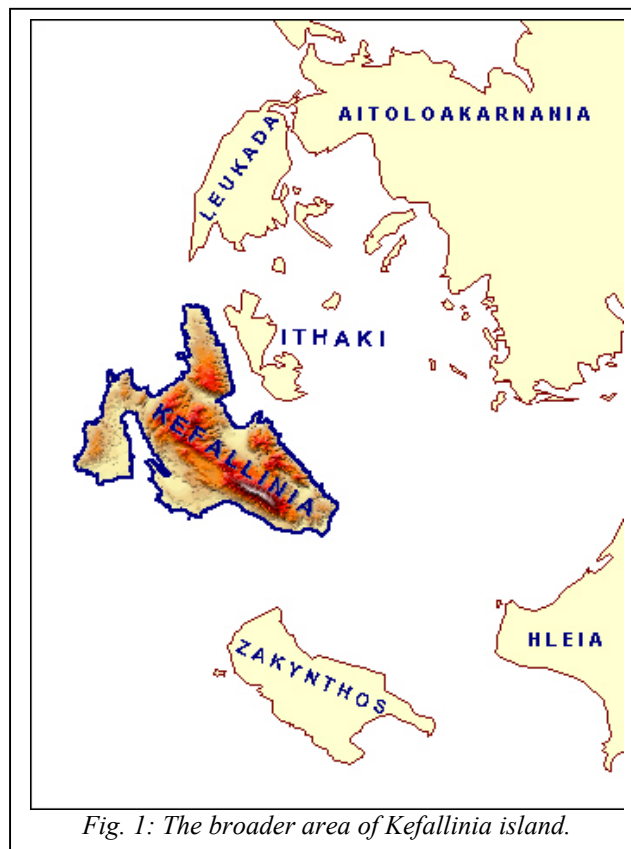 AITOLOAKARNANIA
LEUKADA
ITHAKI
KEFALLINIA
HLEIA
ZAKYNTHOS
Fig. 1: The broader area of Kefallinia island.